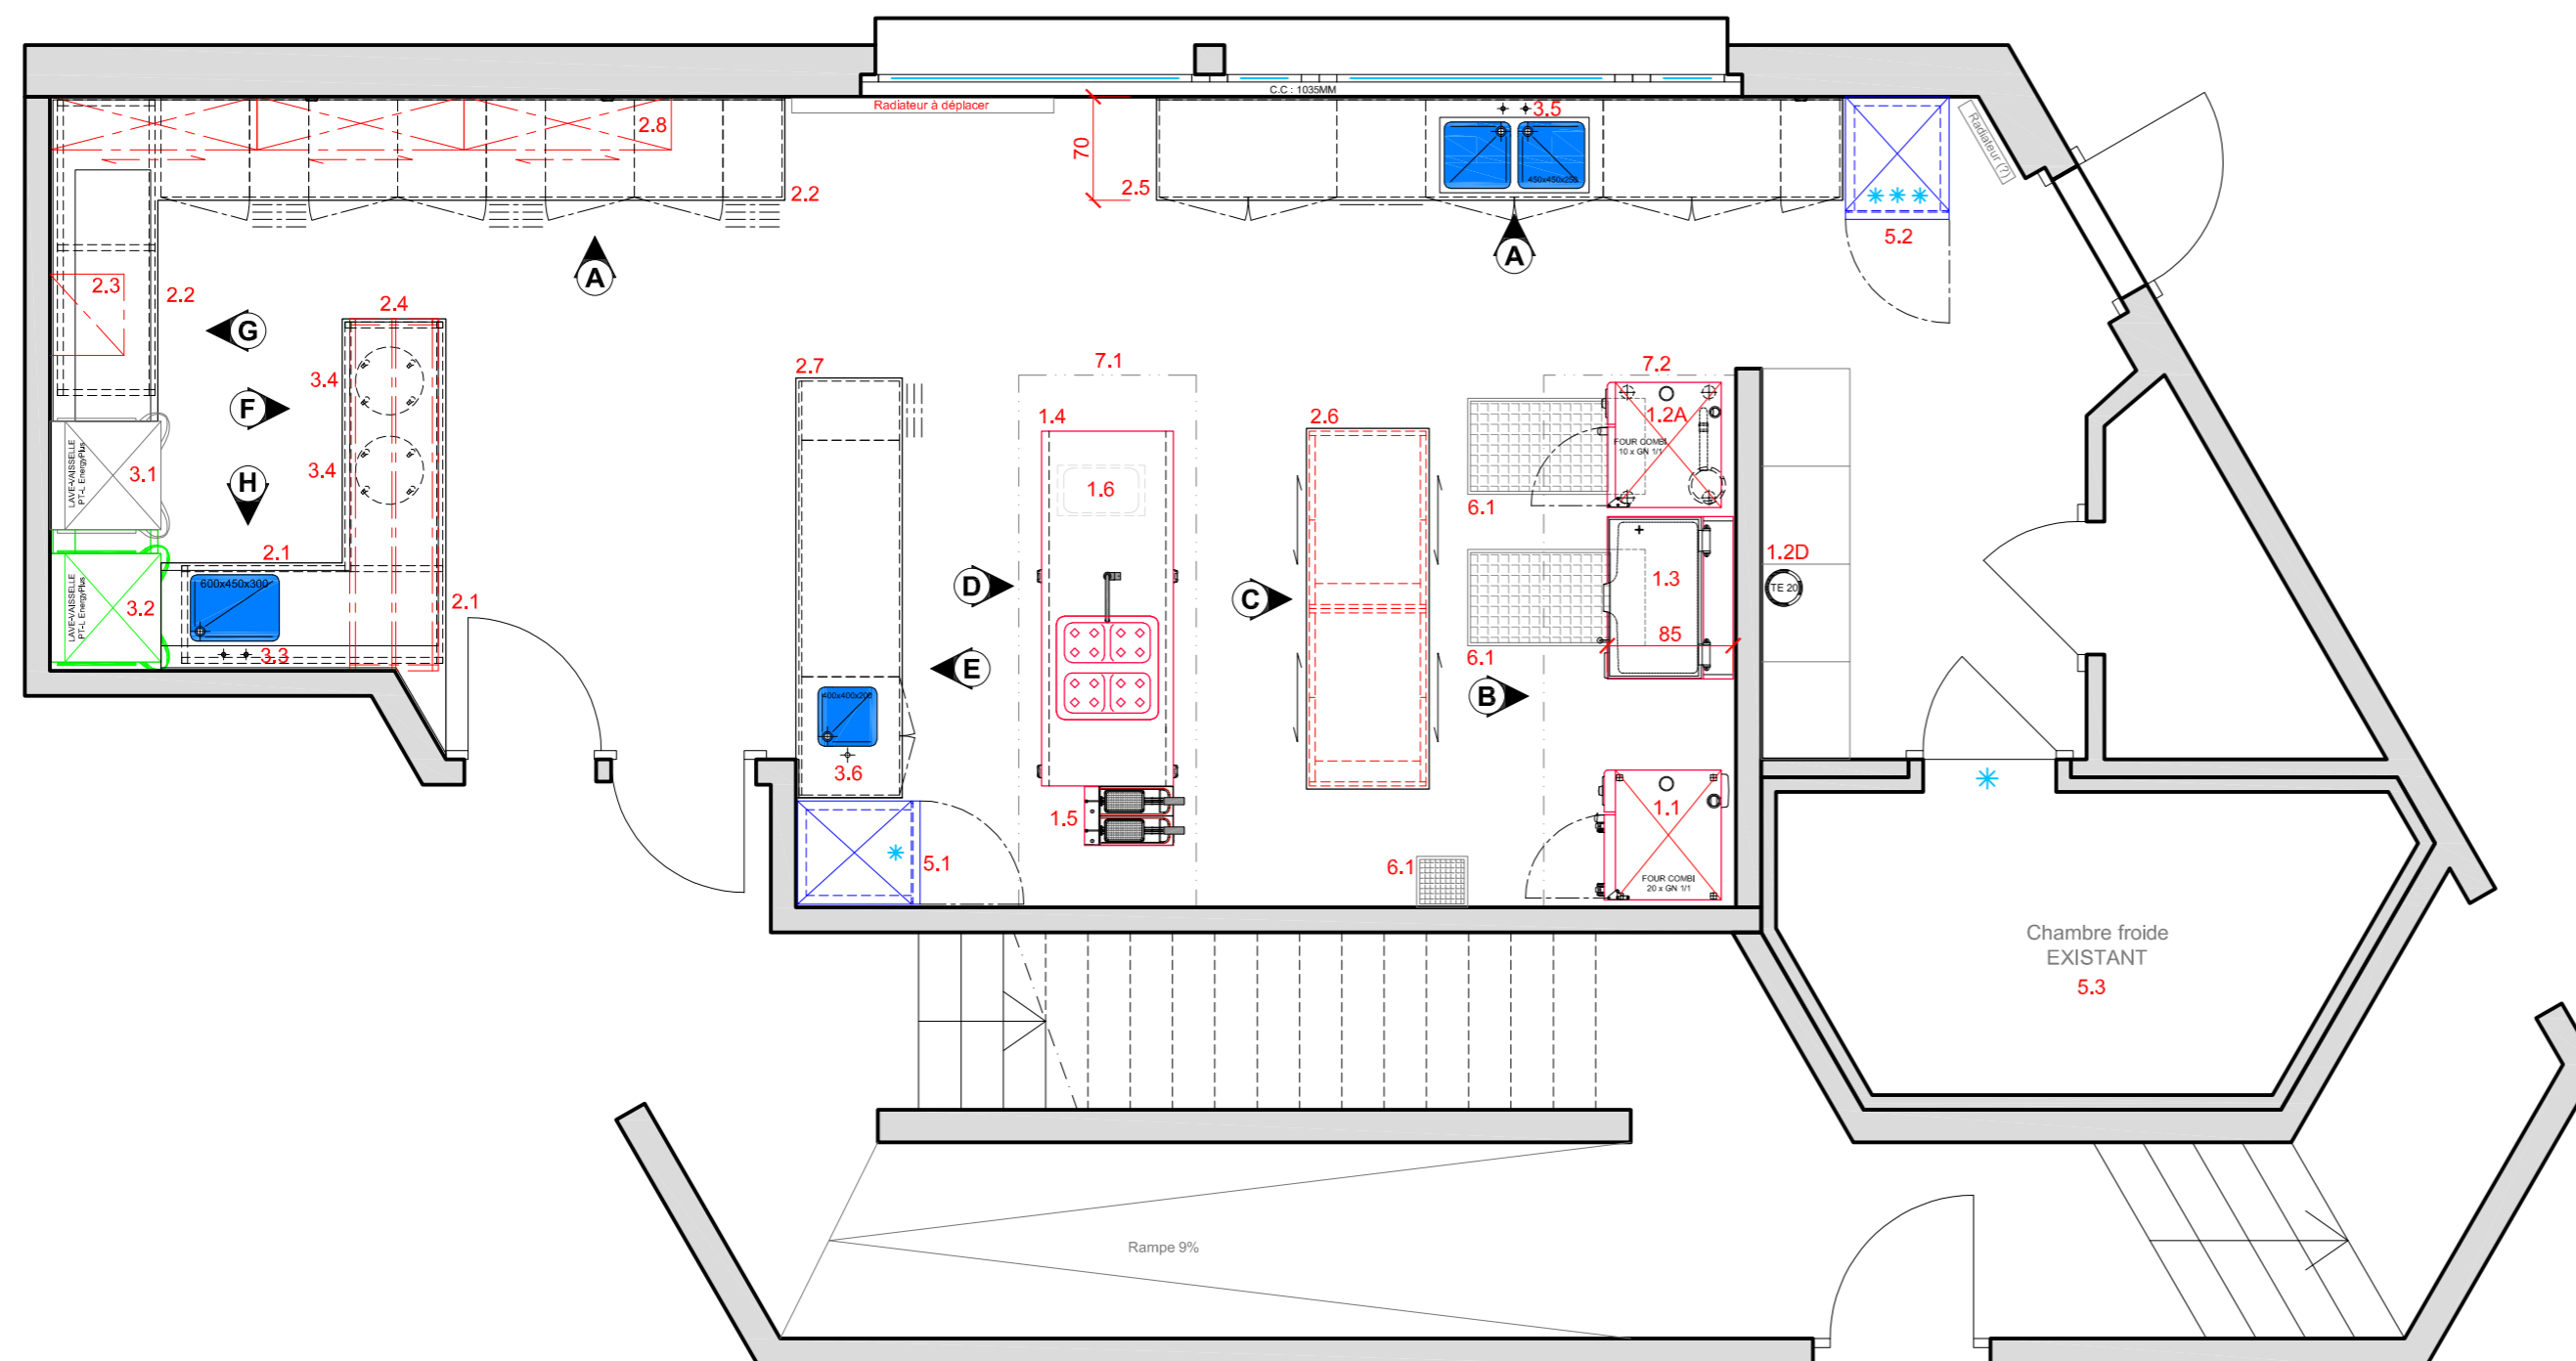 C.C : 1035MM
Radiateur à déplacer
2.8
3.5
450x450x250
70
2.5
2.2
Radiateur (?)
5.2
A
A
2.3
2.2
2.4
G
F
3.4
3.4
H
LAVE-VAISSELLE
PT-L EnergyPlus
3.1
LAVE-VAISSELLE
PT-L EnergyPlus
3.2
2.1
600x450x300
2.1
3.3
2.7
7.1
7.2
1.4
2.6
1.2A
FOUR COMBI
10 x GN 1/1
1.6
6.1
1.2D
TE 20
1.3
D
C
85
6.1
E
B
400x400x200
3.6
1.5
5.1
6.1
1.1
FOUR COMBI
20 x GN 1/1
Chambre froide
EXISTANT
5.3
Rampe 9%